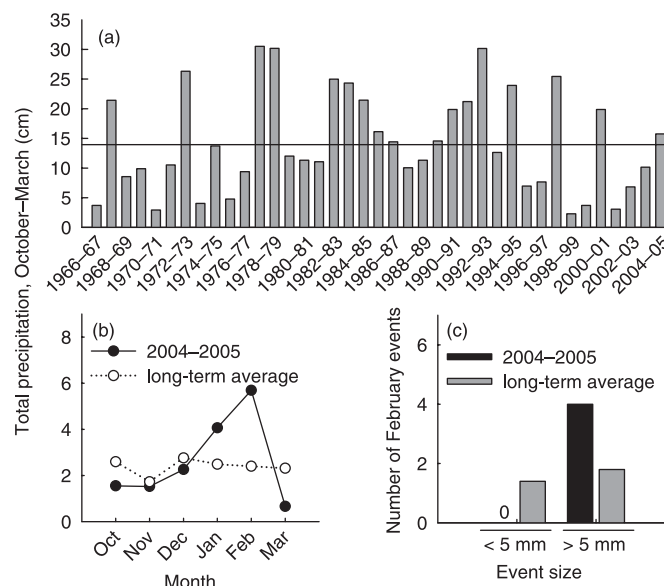 Total precipitation, October–March (cm)
(a)
35
30
25
20
15
10
5
0
1966–67
1968–69
1970–71
1972–73
1974–75
1976–77
1978–79
1980–81
1982–83
1984–85
1986–87
1988–89
1990–91
1992–93
1994–95
1996–97
1998–99
2000–01
2002–03
2004–05
(b)
2004–2005
long-term average
8
6
4
2
0
Oct
Nov
Dec
Jan
Feb
Mar
Month
(c)
2004–2005
long-term average
Number of February events
6
4
2
0
0
< 5 mm
> 5 mm
Event size